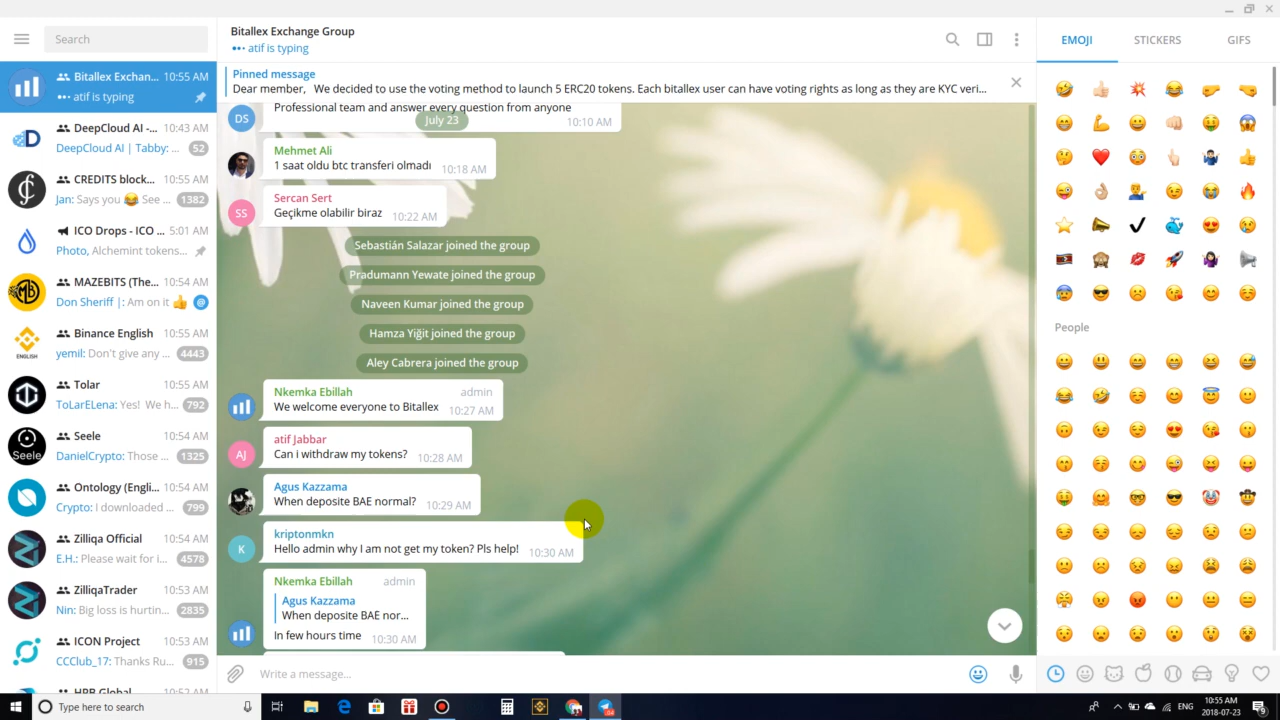 Search
Bitallex Exchan... 10:55 AM
atif is typing
DeepCloud AI -... 10:43 AM
DeepCloud AI | Tabby: ... 52
CREDITS block... 10:55 AM
Jan: Says you 😂 See ... 1382
ICO Drops - ICO ... 5:01 AM
Photo, Alchemint tokens...
MAZEBITS (The... 10:54 AM
Don Sheriff |: Am on it 👍 @
Binance English 10:55 AM
yemil: Don't give any ... 4443
ENGLISH
Tolar 10:55 AM
ToLarELena: Yes! We h... 792
Seele 10:54 AM
DanielCrypto: Those ... 1325
Seele
Ontology (Engli... 10:54 AM
Crypto: I downloaded ... 799
Zilliqa Official 10:54 AM
E.H.: Please wait for i... 4578
ZilliqaTrader 10:53 AM
Nin: Big loss is hurtin... 2835
ICON Project 10:53 AM
CCClub_17: Thanks Ru... 915
HPB Global 10:52 AM
Bitallex Exchange Group
atif is typing
Pinned message
Dear member, We decided to use the voting method to launch 5 ERC20 tokens. Each bitallex user can have voting rights as long as they are KYC veri...
DS
Professional team and answer every question from anyone
10:10 AM
July 23
Mehmet Ali
1 saat oldu btc transferi olmadı 10:18 AM
SS
Sercan Sert
Geçikme olabilir biraz 10:22 AM
Sebastián Salazar joined the group
Pradumann Yewate joined the group
Naveen Kumar joined the group
Hamza Yiğit joined the group
Aley Cabrera joined the group
Nkemka Ebillah admin
We welcome everyone to Bitallex 10:27 AM
AJ
atif Jabbar
Can i withdraw my tokens? 10:28 AM
Agus Kazzama
When deposit BAE normal? 10:29 AM
K
kriptonmkn
Hello admin why I am not get my token? Pls help! 10:30 AM
Nkemka Ebillah admin
Agus Kazzama
When deposit BAE nor...
In few hours time 10:30 AM
Write a message...
EMOJI STICKERS GIFS
People
Type here to search
ENG
10:55 AM
2018-07-23